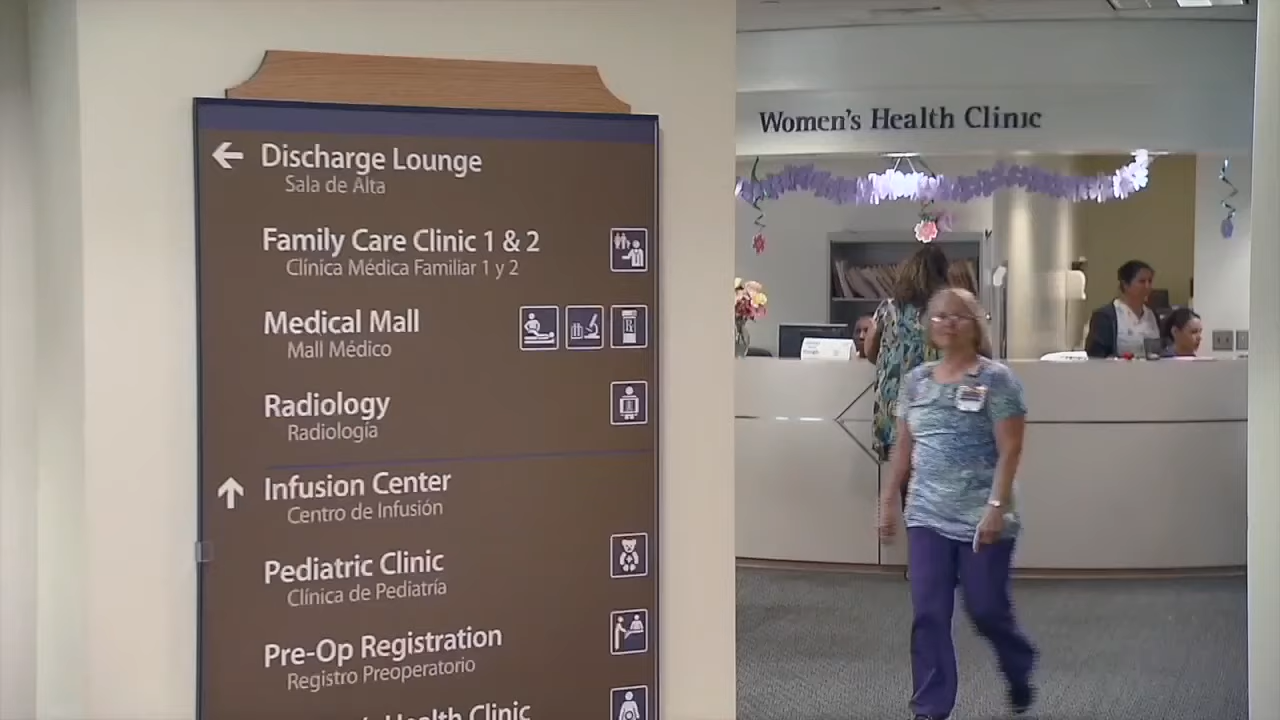 Discharge Lounge
Sala de Alta
Family Care Clinic 1 & 2
Clínica Médica Familiar 1 y 2
Medical Mall
Mall Médico
Radiology
Radiología
Infusion Center
Centro de Infusión
Pediatric Clinic
Clínica de Pediatría
Pre-Op Registration
Registro Preoperatorio
Health Clinic
Women's Health Clinic